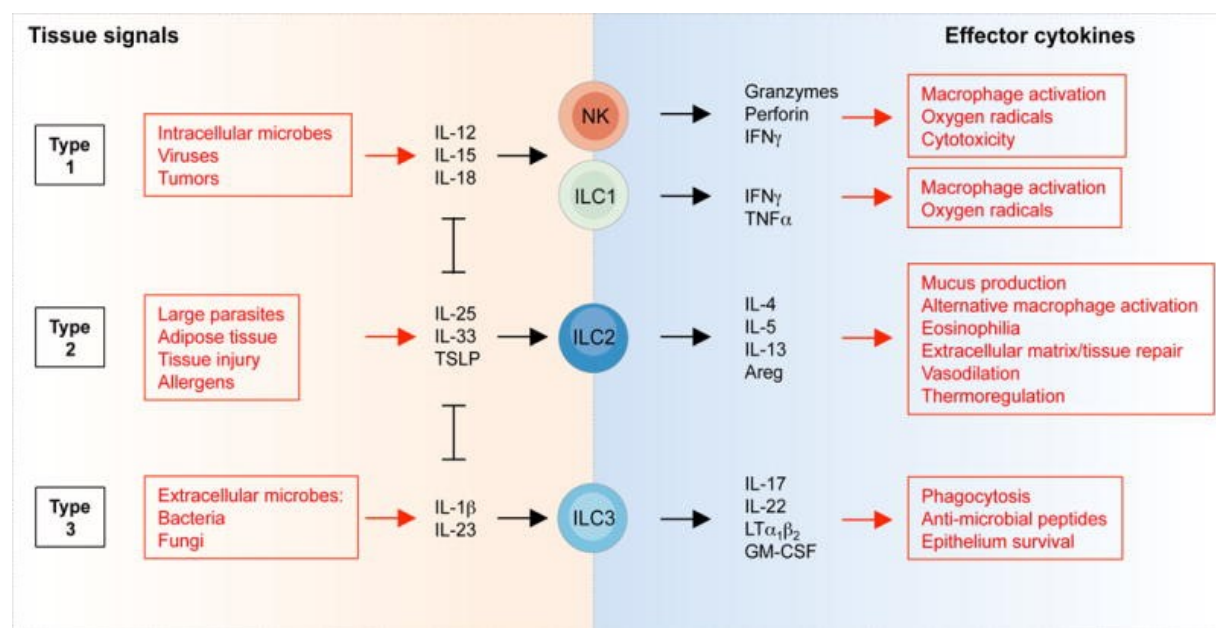 Tissue signals
Effector cytokines
Type
1
Intracellular microbes
Viruses
Tumors
IL-12
IL-15
IL-18
NK
Granzymes
Perforin
IFNγ
Macrophage activation
Oxygen radicals
Cytotoxicity
ILC1
IFNγ
TNFα
Macrophage activation
Oxygen radicals
Type
2
Large parasites
Adipose tissue
Tissue injury
Allergens
IL-25
IL-33
TSLP
ILC2
IL-4
IL-5
IL-13
Areg
Mucus production
Alternative macrophage activation
Eosinophilia
Extracellular matrix/tissue repair
Vasodilation
Thermoregulation
Type
3
Extracellular microbes:
Bacteria
Fungi
IL-1β
IL-23
ILC3
IL-17
IL-22
LTα₁β₂
GM-CSF
Phagocytosis
Anti-microbial peptides
Epithelium survival